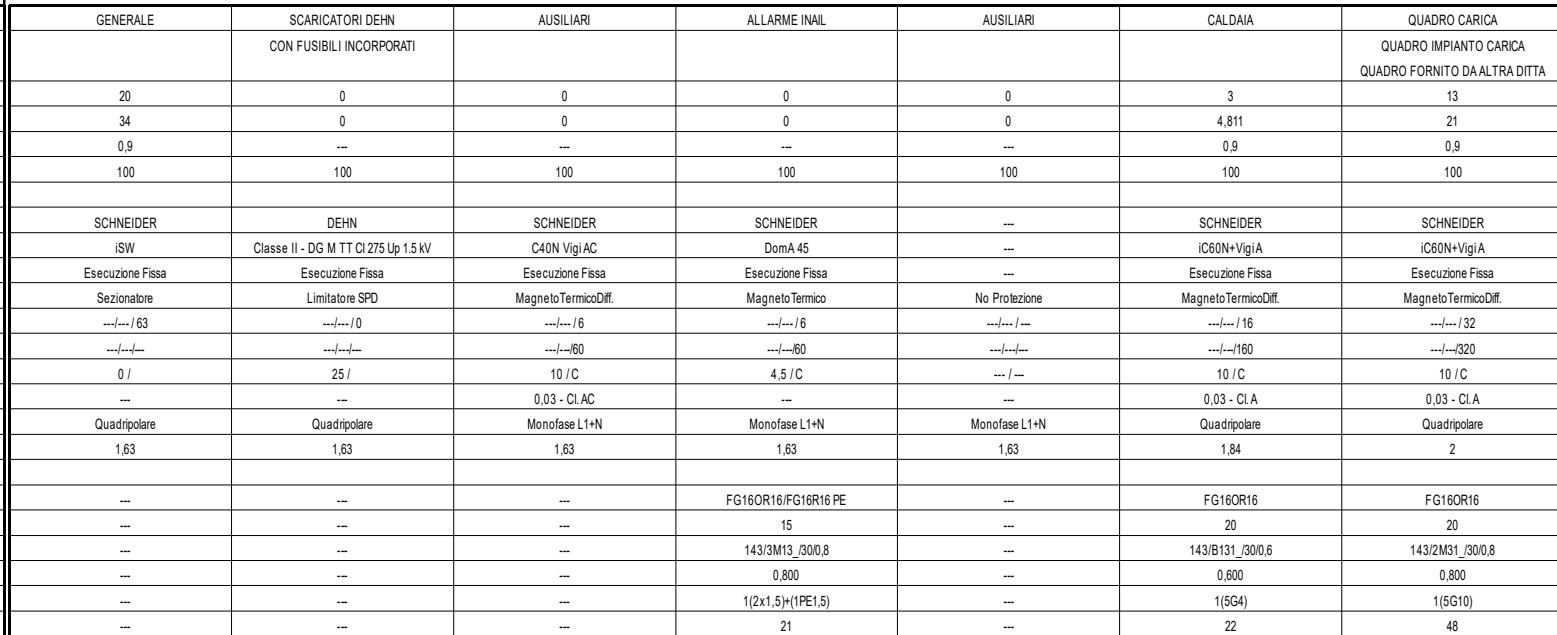 GENERALE SCARICATORI DEHN AUSILIARI ALLARME INAIL AUSILIARI CALDAIA QUADRO CARICA
CON FUSIBILI INCORPORATI QUADRO IMPIANTO CARICA
QUADRO FORNITO DA ALTRA DITTA
20 0 0 0 0 3 13
34 0 0 0 0 4,811 21
0,9 --- --- --- --- 0,9 0,9
100 100 100 100 100 100 100
SCHNEIDER DEHN SCHNEIDER SCHNEIDER --- SCHNEIDER SCHNEIDER
iSW Classe II - DG M TT CI 275 Up 1.5 kV C40N Vigi AC DomA 45 --- iC60N+Vigi A iC60N+Vigi A
Esecuzione Fissa Esecuzione Fissa Esecuzione Fissa Esecuzione Fissa --- Esecuzione Fissa Esecuzione Fissa
Sezionatore Limitatore SPD MagnetoTermicoDiff. MagnetoTermico No Protezione MagnetoTermicoDiff. MagnetoTermicoDiff.
---/--- / 63 ---/--- / 0 ---/--- / 6 ---/--- / 6 ---/--- / --- ---/--- / 16 ---/--- / 32
---/---/--- ---/---/--- ---/---/60 ---/---/60 ---/---/--- ---/---/160 ---/---/320
0 / 25 / 10 / C 4,5 / C --- / --- 10 / C 10 / C
--- --- 0,03 - Cl. AC --- --- 0,03 - Cl. A 0,03 - Cl. A
Quadripolare Quadripolare Monofase L1+N Monofase L1+N Monofase L1+N Quadripolare Quadripolare
1,63 1,63 1,63 1,63 1,63 1,84 2
--- --- --- FG16OR16/FG16R16 PE --- FG16OR16 FG16OR16
--- --- --- 15 --- 20 20
--- --- --- 143/3M13_/30/0,8 --- 143/B131_/30/0,6 143/2M31_/30/0,8
--- --- --- 0,800 --- 0,600 0,800
--- --- --- 1(2x1,5)+(1PE1,5) --- 1(5G4) 1(5G10)
--- --- --- 21 --- 22 48